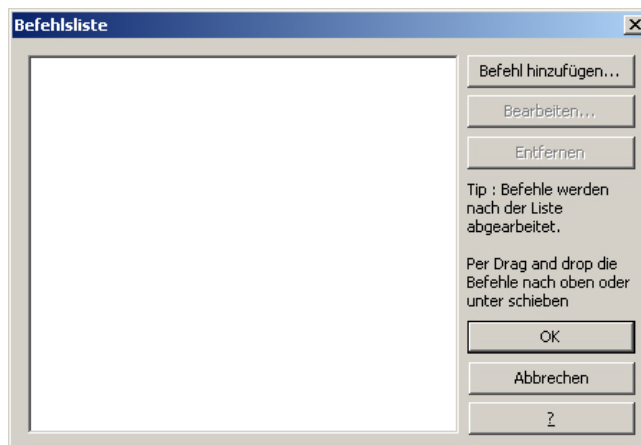 Befehlsliste
Befehl hinzufügen...
Bearbeiten...
Entfernen
Tip : Befehle werden
nach der Liste
abgearbeitet.
Per Drag and drop die
Befehle nach oben oder
unter schieben
OK
Abbrechen
?